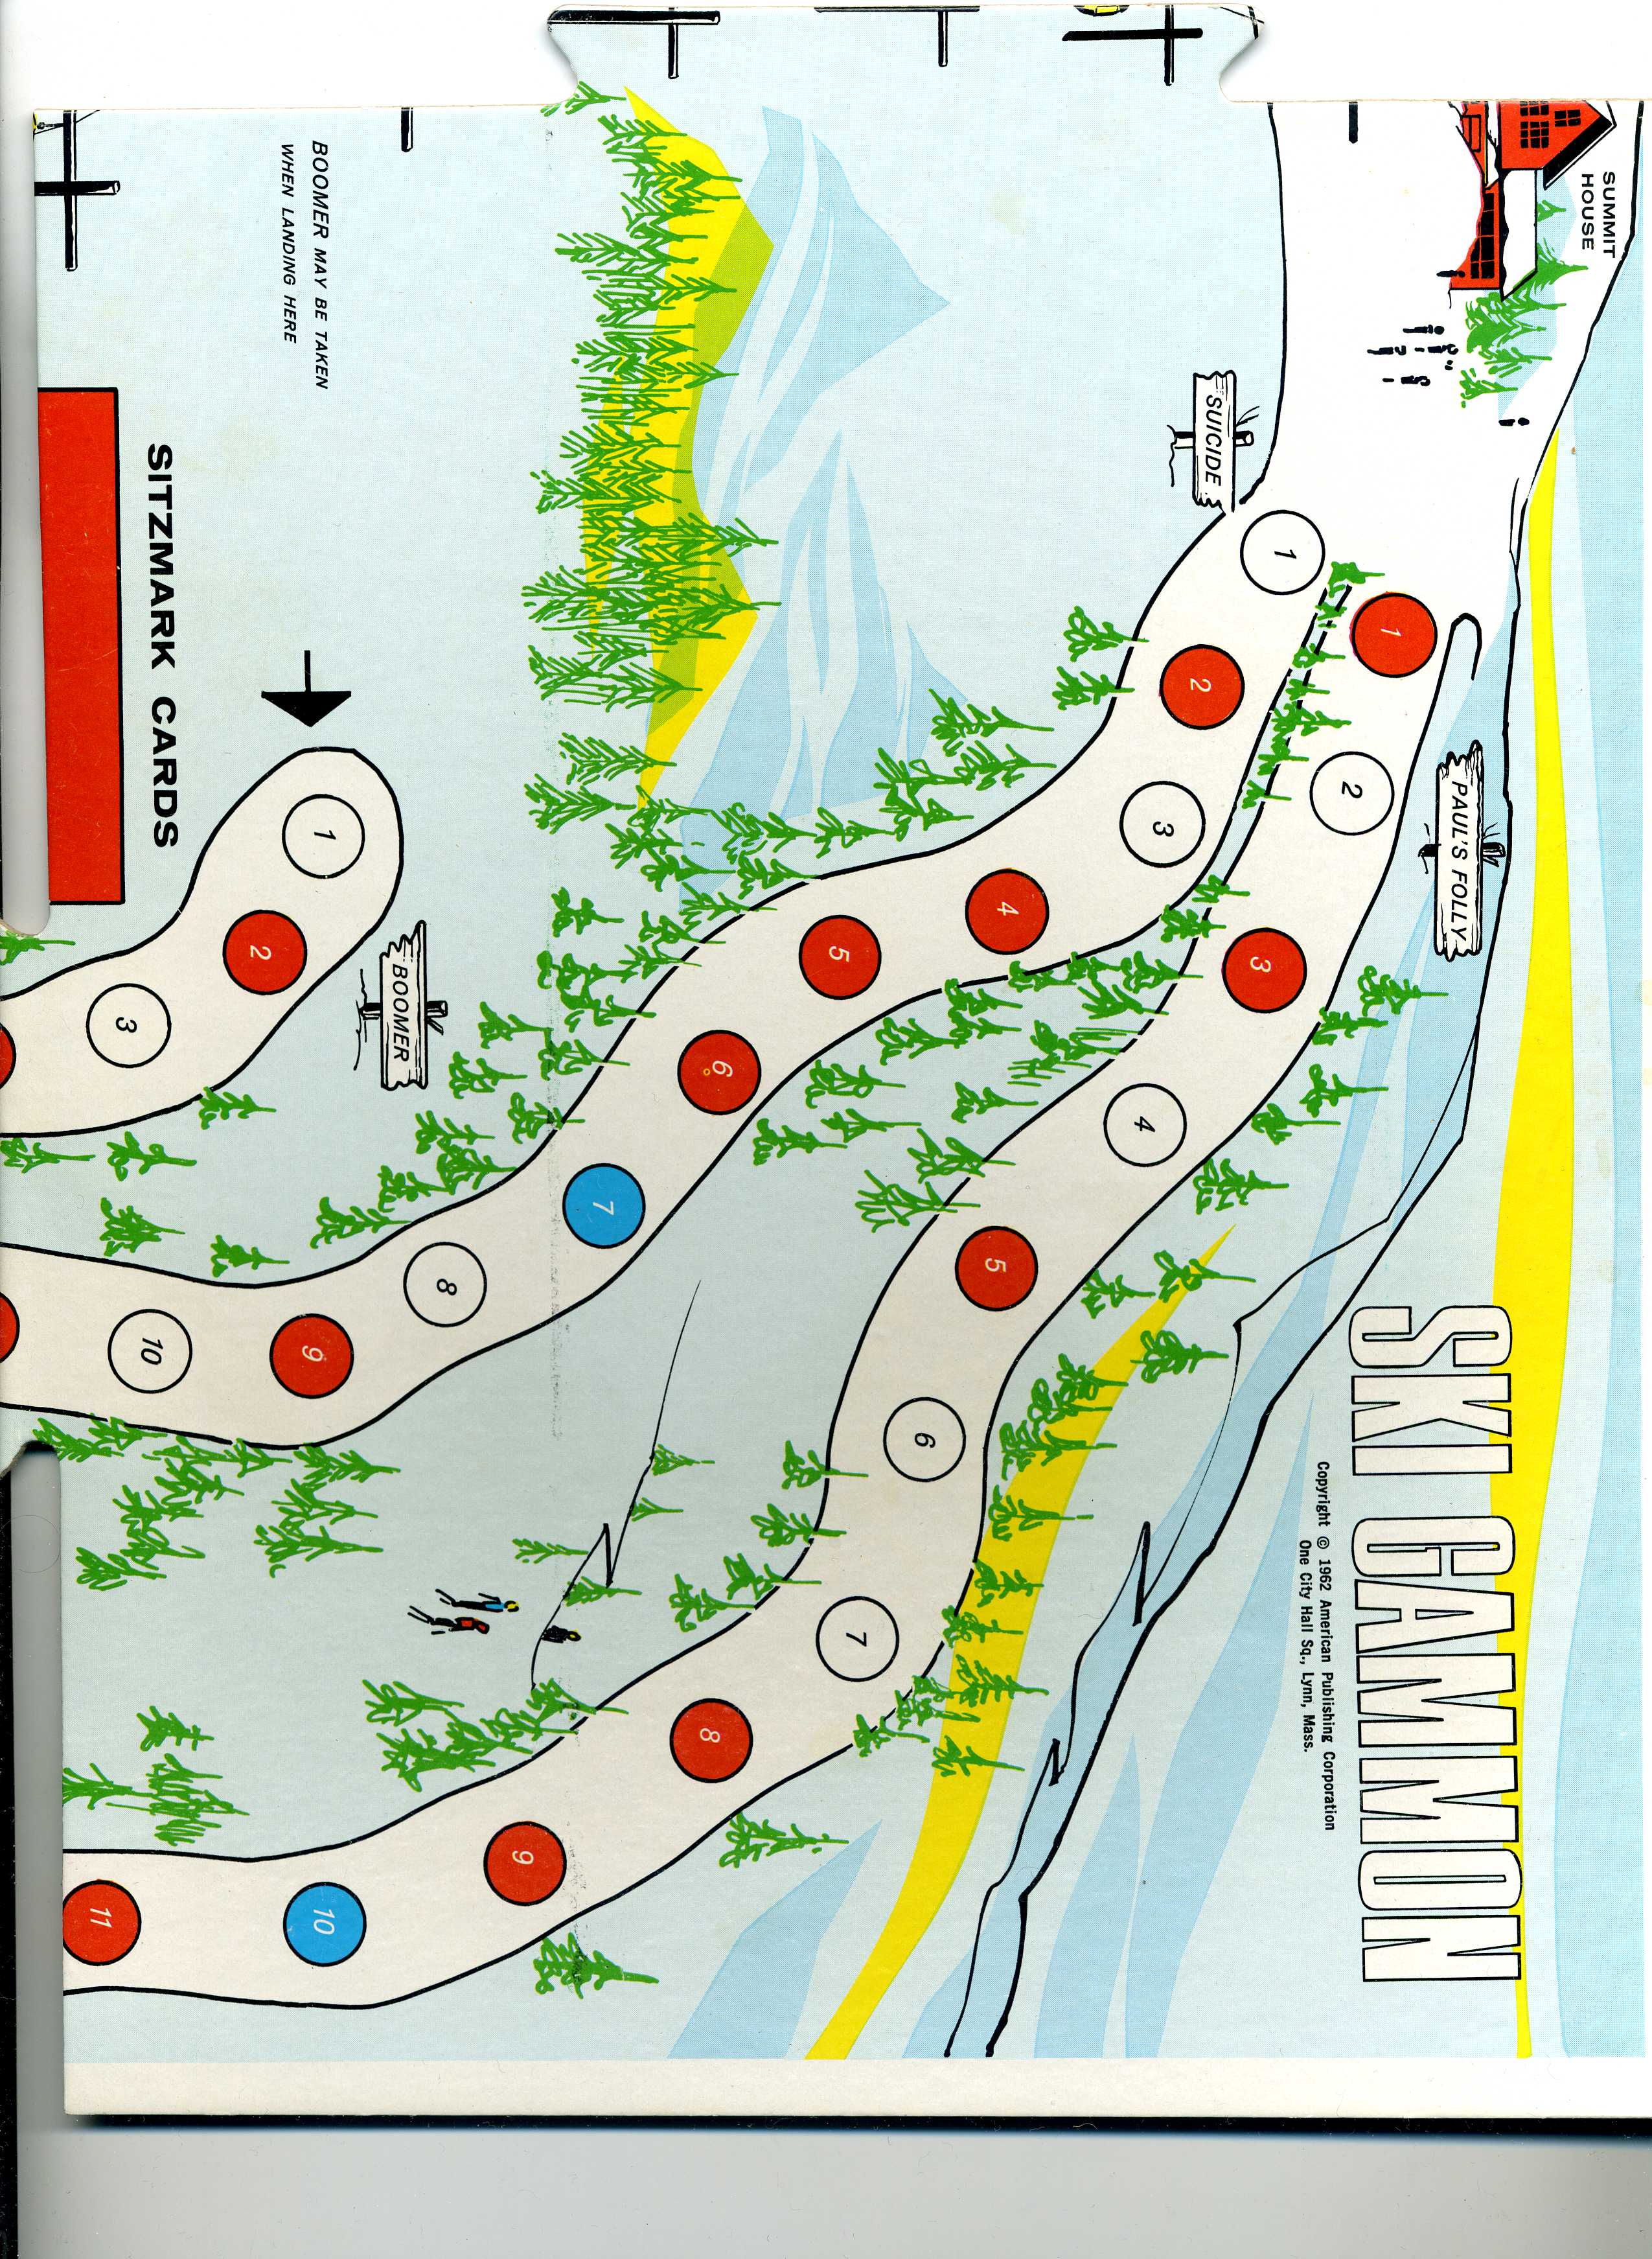 SUMMIT
HOUSE
SKI GAMMON
Copyright © 1962 American Publishing Corporation
One City Hall Sq., Lynn, Mass.
PAUL'S FOLLY
1
2
3
4
5
6
7
8
9
10
11
SUICIDE
1
2
3
4
5
6
7
8
9
10
BOOMER MAY BE TAKEN
WHEN LANDING HERE
BOOMER
1
2
3
SITZMARK CARDS